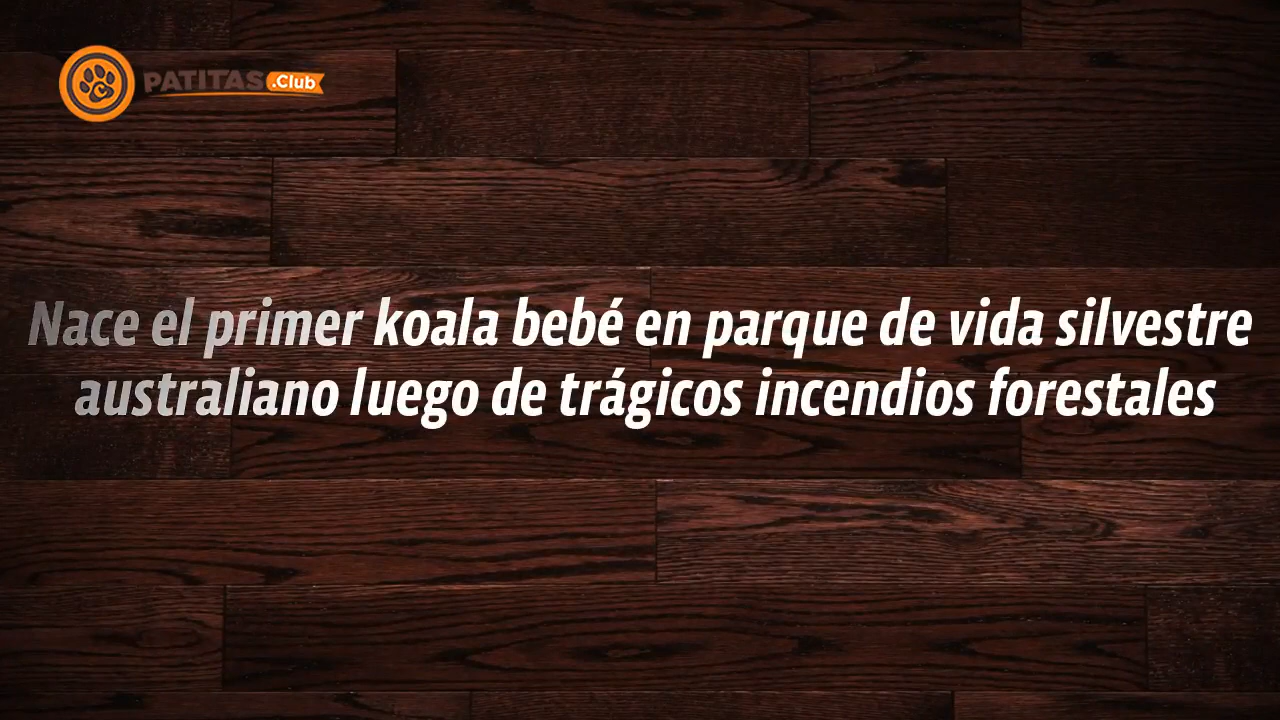 PATITAS .Club
Nace el primer koala bebé en parque de vida silvestre
australiano luego de trágicos incendios forestales